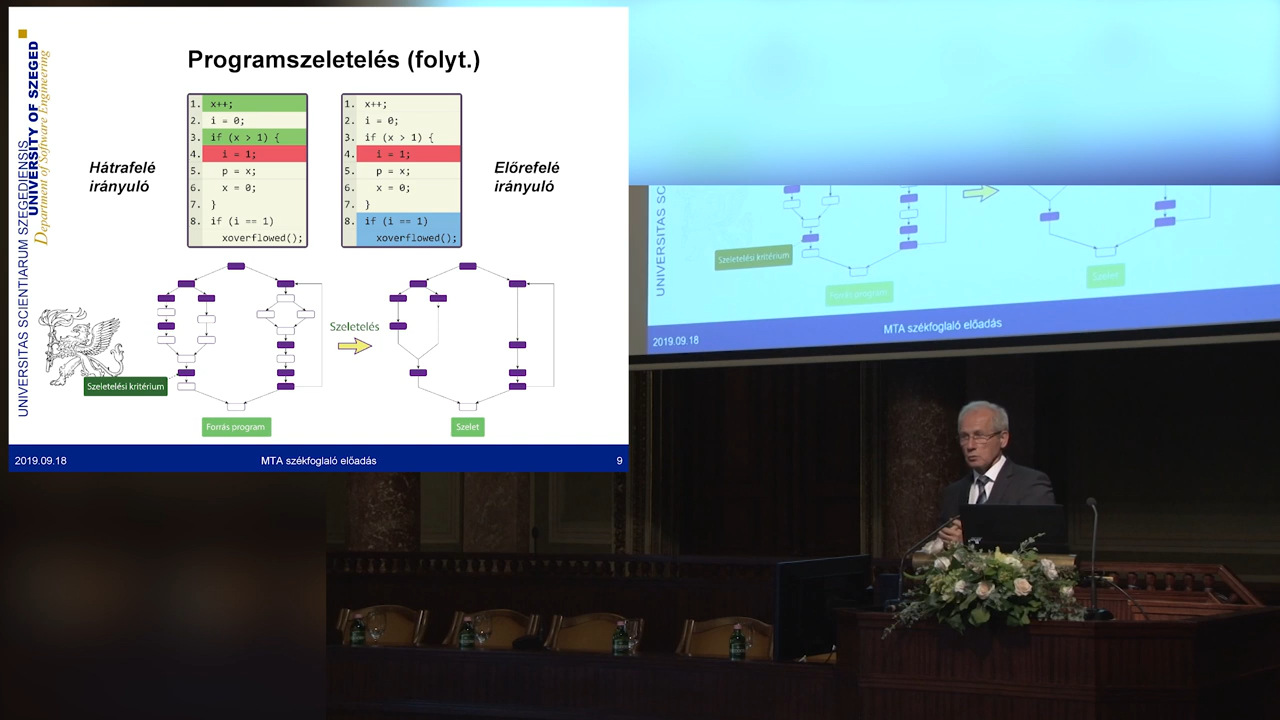 Programszeletelés (folyt.)
UNIVERSITAS SCIENTIARUM SZEGEDIENSIS
UNIVERSITY OF SZEGED
Department of Software Engineering
Hátrafelé
irányuló
1. x++;
2. i = 0;
3. if (x > 1) {
4. i = 1;
5. p = x;
6. x = 0;
7. }
8. if (i == 1)
xoverflowed();
1. x++;
2. i = 0;
3. if (x > 1) {
4. i = 1;
5. p = x;
6. x = 0;
7. }
8. if (i == 1)
xoverflowed();
Előrefelé
irányuló
Szeletelés
Szeletelési kritérium
Forrás program
Szelet
2019.09.18
MTA székfoglaló előadás
9
UNIVERSITAS SC
Szeletelési kritérium
Forrás program
Szelet
2019.09.18
MTA székfoglaló előadás